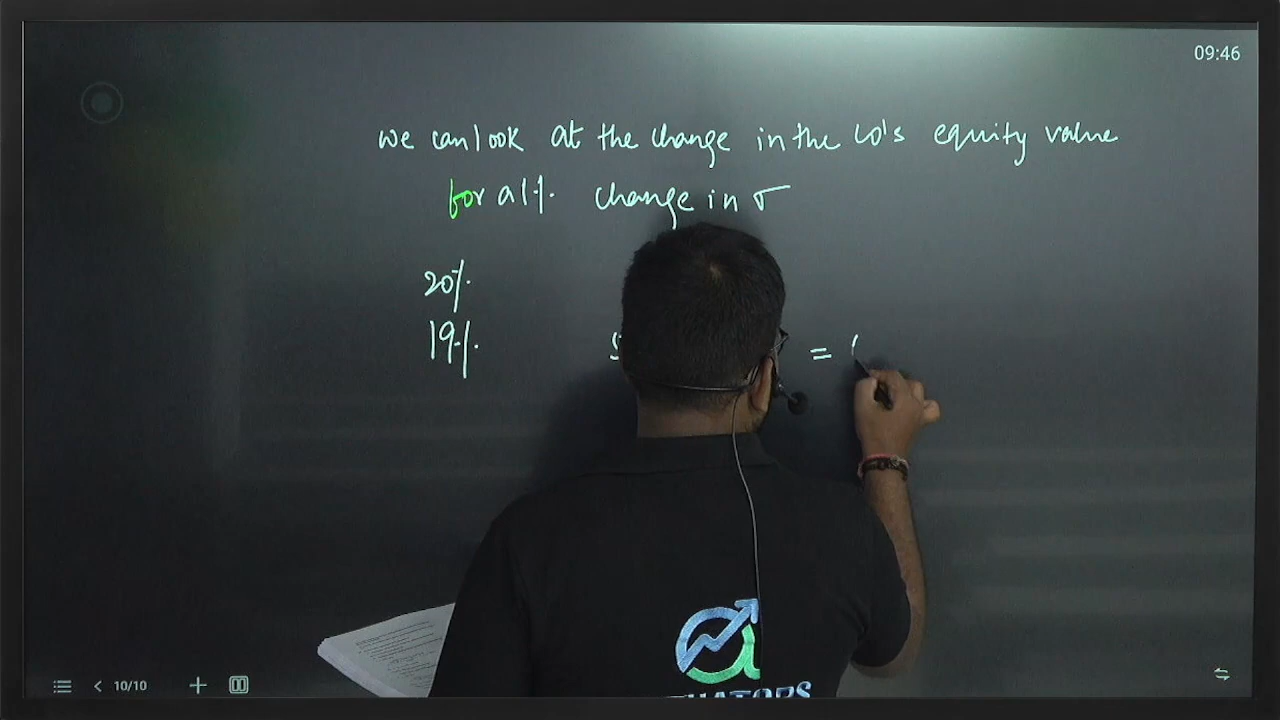 09:46
we can look at the change in the Co's equity value
for a 1% change in σ
20%
19% =
10/10